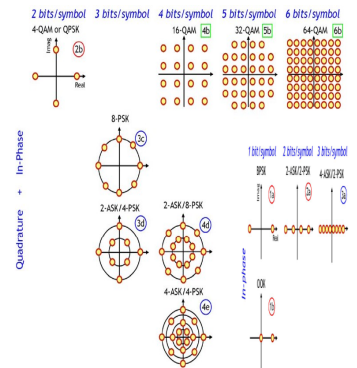 2 bits/symbol 3 bits/symbol 4 bits/symbol 5 bits/symbol 6 bits/symbol
4-QAM or QPSK 16-QAM 4b 32-QAM 5b 64-QAM 6b
Imag 2b
Real
8-PSK
3c
1 bit/symbol 2 bits/symbol 3 bits/symbol
BPSK 2-ASK/2-PSK 4-ASK/2-PSK
Imag 1a 2a 3a
Real
2-ASK/4-PSK 2-ASK/8-PSK
3d 4d
OOK
1b
4-ASK/4-PSK
4e
Quadrature + In-Phase
In-phase